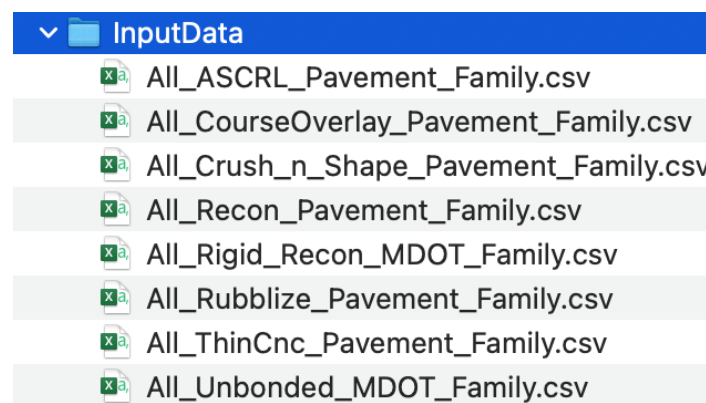 InputData
All_ASCRL_Pavement_Family.csv
All_CourseOverlay_Pavement_Family.csv
All_Crush_n_Shape_Pavement_Family.csv
All_Recon_Pavement_Family.csv
All_Rigid_Recon_MDOT_Family.csv
All_Rubblize_Pavement_Family.csv
All_ThinCnc_Pavement_Family.csv
All_Unbonded_MDOT_Family.csv